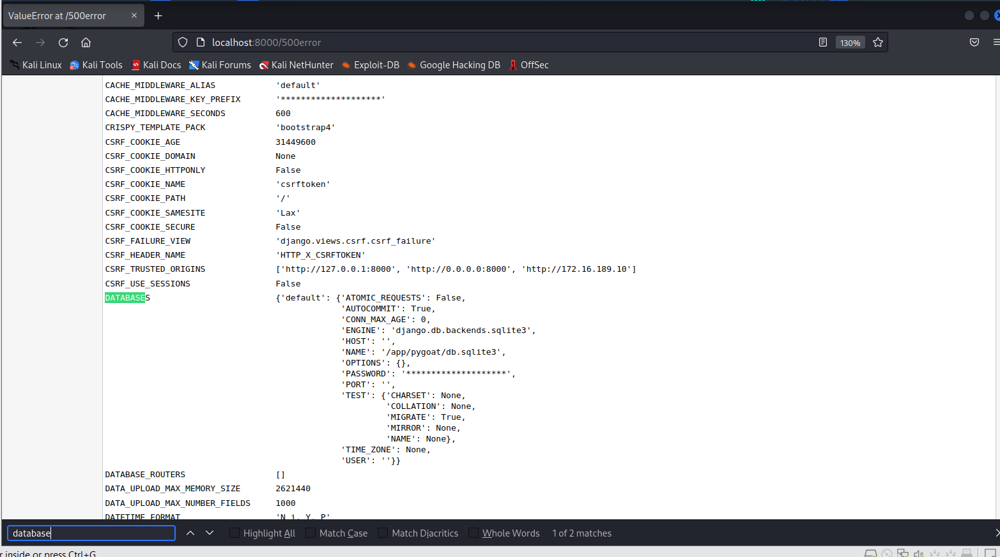 ValueError at /500error
localhost:8000/500error
130%
Kali Linux Kali Tools Kali Docs Kali Forums Kali NetHunter Exploit-DB Google Hacking DB OffSec
CACHE_MIDDLEWARE_ALIAS 'default'
CACHE_MIDDLEWARE_KEY_PREFIX '********************'
CACHE_MIDDLEWARE_SECONDS 600
CRISPY_TEMPLATE_PACK 'bootstrap4'
CSRF_COOKIE_AGE 31449600
CSRF_COOKIE_DOMAIN None
CSRF_COOKIE_HTTPONLY False
CSRF_COOKIE_NAME 'csrftoken'
CSRF_COOKIE_PATH '/'
CSRF_COOKIE_SAMESITE 'Lax'
CSRF_COOKIE_SECURE False
CSRF_FAILURE_VIEW 'django.views.csrf.csrf_failure'
CSRF_HEADER_NAME 'HTTP_X_CSRFTOKEN'
CSRF_TRUSTED_ORIGINS ['http://127.0.0.1:8000', 'http://0.0.0.0:8000', 'http://172.16.189.10']
CSRF_USE_SESSIONS False
DATABASES {'default': {'ATOMIC_REQUESTS': False,
'AUTOCOMMIT': True,
'CONN_MAX_AGE': 0,
'ENGINE': 'django.db.backends.sqlite3',
'HOST': '',
'NAME': '/app/pygoat/db.sqlite3',
'OPTIONS': {},
'PASSWORD': '********************',
'PORT': '',
'TEST': {'CHARSET': None,
'COLLATION': None,
'MIGRATE': True,
'MIRROR': None,
'NAME': None},
'TIME_ZONE': None,
'USER': ''}}
DATABASE_ROUTERS []
DATA_UPLOAD_MAX_MEMORY_SIZE 2621440
DATA_UPLOAD_MAX_NUMBER_FIELDS 1000
DATETIME_FORMAT 'N j, Y, P'
database Highlight All Match Case Match Diacritics Whole Words 1 of 2 matches
r inside or press Ctrl+G